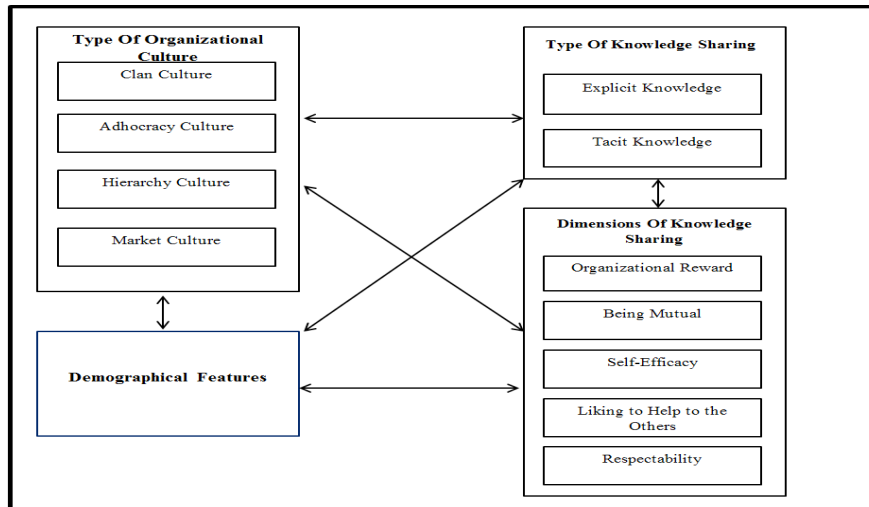 Type Of Organizational
Culture
Clan Culture
Adhocracy Culture
Hierarchy Culture
Market Culture
Demographical Features
Type Of Knowledge Sharing
Explicit Knowledge
Tacit Knowledge
Dimensions Of Knowledge
Sharing
Organizational Reward
Being Mutual
Self-Efficacy
Liking to Help to the
Others
Respectability